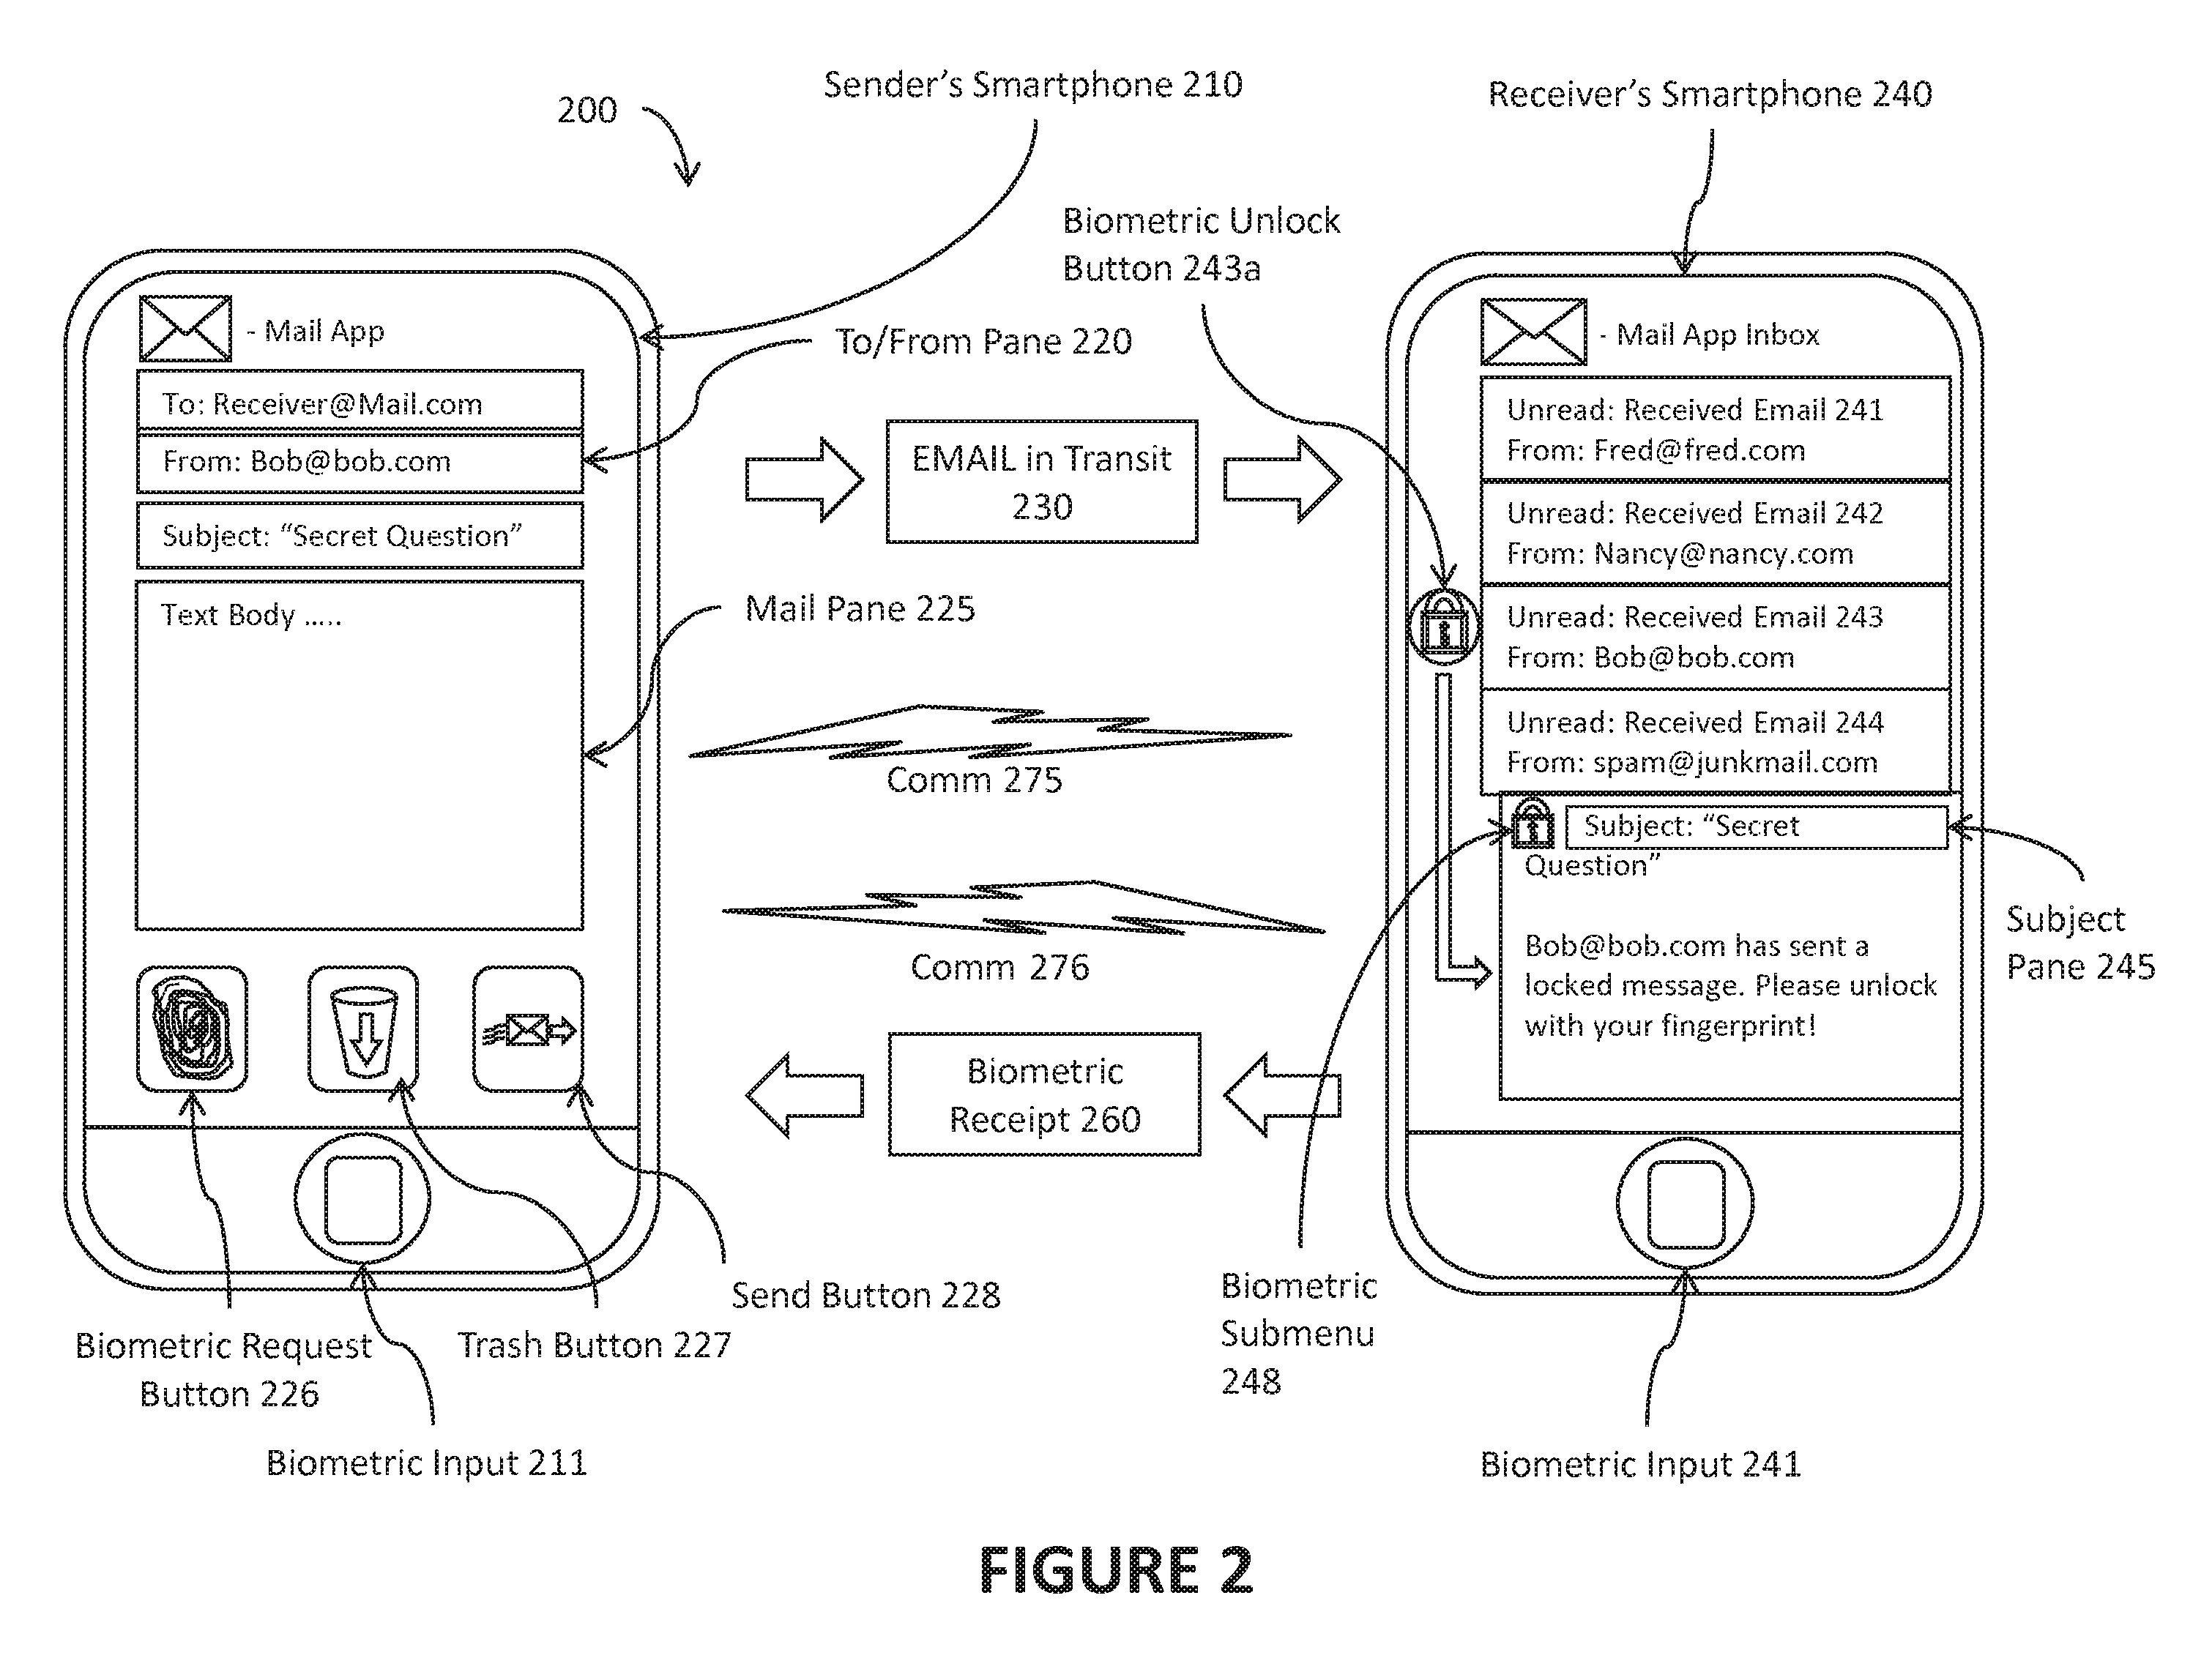 200
Sender's Smartphone 210
Receiver's Smartphone 240
Biometric Unlock
Button 243a
To/From Pane 220
- Mail App
To: Receiver@Mail.com
From: Bob@bob.com
Subject: “Secret Question”
Text Body .....
Mail Pane 225
EMAIL in Transit
230
Comm 275
Comm 276
Biometric
Receipt 260
- Mail App Inbox
Unread: Received Email 241
From: Fred@fred.com
Unread: Received Email 242
From: Nancy@nancy.com
Unread: Received Email 243
From: Bob@bob.com
Unread: Received Email 244
From: spam@junkmail.com
Subject: “Secret
Question”
Bob@bob.com has sent a
locked message. Please unlock
with your fingerprint!
Subject
Pane 245
Send Button 228
Biometric Request
Button 226
Trash Button 227
Biometric Input 211
Biometric
Submenu
248
Biometric Input 241
FIGURE 2